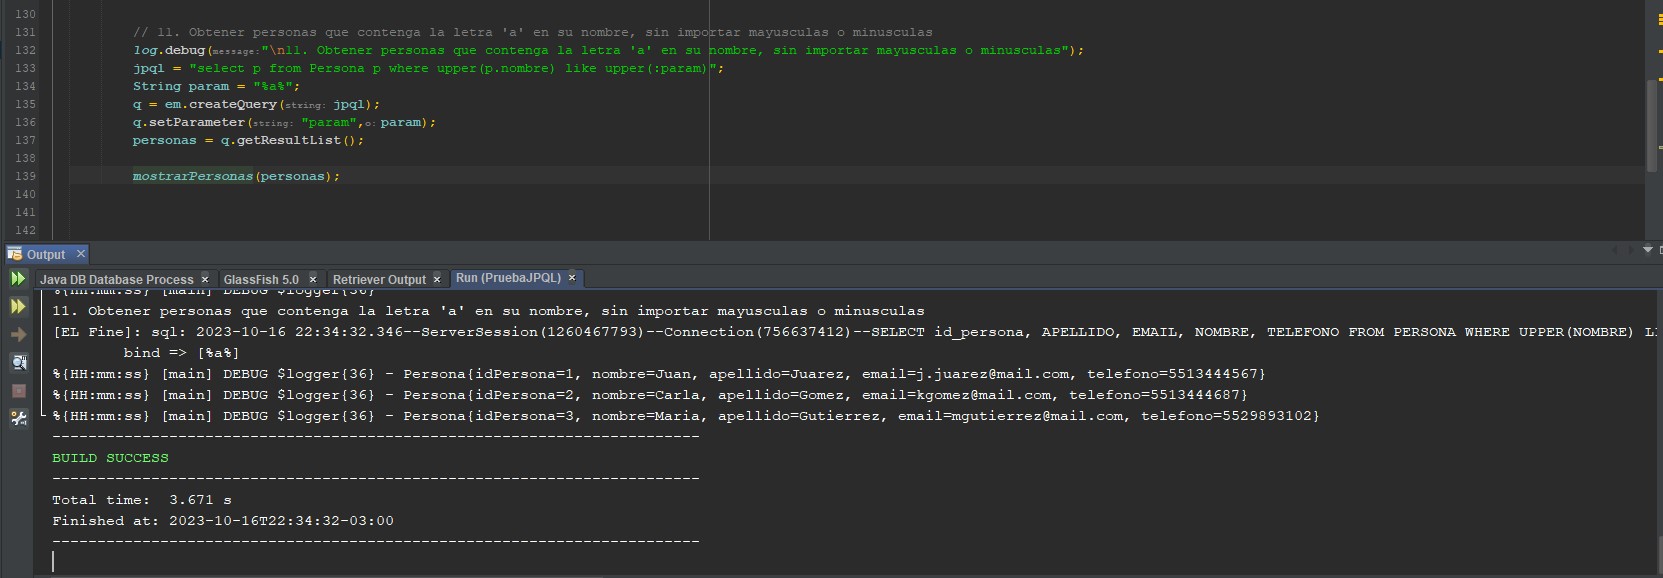 130
131 // 11. Obtener personas que contenga la letra 'a' en su nombre, sin importar mayusculas o minusculas
132 log.debug(message:"\n11. Obtener personas que contenga la letra 'a' en su nombre, sin importar mayusculas o minusculas");
133 jpql = "select p from Persona p where upper(p.nombre) like upper(:param)";
134 String param = "%a%";
135 q = em.createQuery(string: jpql);
136 q.setParameter(string: "param",o: param);
137 personas = q.getResultList();
138
139 mostrarPersonas(personas);
140
141
142
Output ×
Java DB Database Process × GlassFish 5.0 × Retriever Output × Run (PruebaJPQL) ×
%{HH:mm:ss} [main] DEBUG $logger{36}
11. Obtener personas que contenga la letra 'a' en su nombre, sin importar mayusculas o minusculas
[EL Fine]: sql: 2023-10-16 22:34:32.346--ServerSession(1260467793)--Connection(756637412)--SELECT id_persona, APELLIDO, EMAIL, NOMBRE, TELEFONO FROM PERSONA WHERE UPPER(NOMBRE)
bind => [%a%]
%{HH:mm:ss} [main] DEBUG $logger{36} - Persona{idPersona=1, nombre=Juan, apellido=Juarez, email=j.juarez@mail.com, telefono=5513444567}
%{HH:mm:ss} [main] DEBUG $logger{36} - Persona{idPersona=2, nombre=Carla, apellido=Gomez, email=kgomez@mail.com, telefono=5513444687}
%{HH:mm:ss} [main] DEBUG $logger{36} - Persona{idPersona=3, nombre=Maria, apellido=Gutierrez, email=mgutierrez@mail.com, telefono=5529893102}
------------------------------------------------------------------------
BUILD SUCCESS
------------------------------------------------------------------------
Total time:  3.671 s
Finished at: 2023-10-16T22:34:32-03:00
------------------------------------------------------------------------